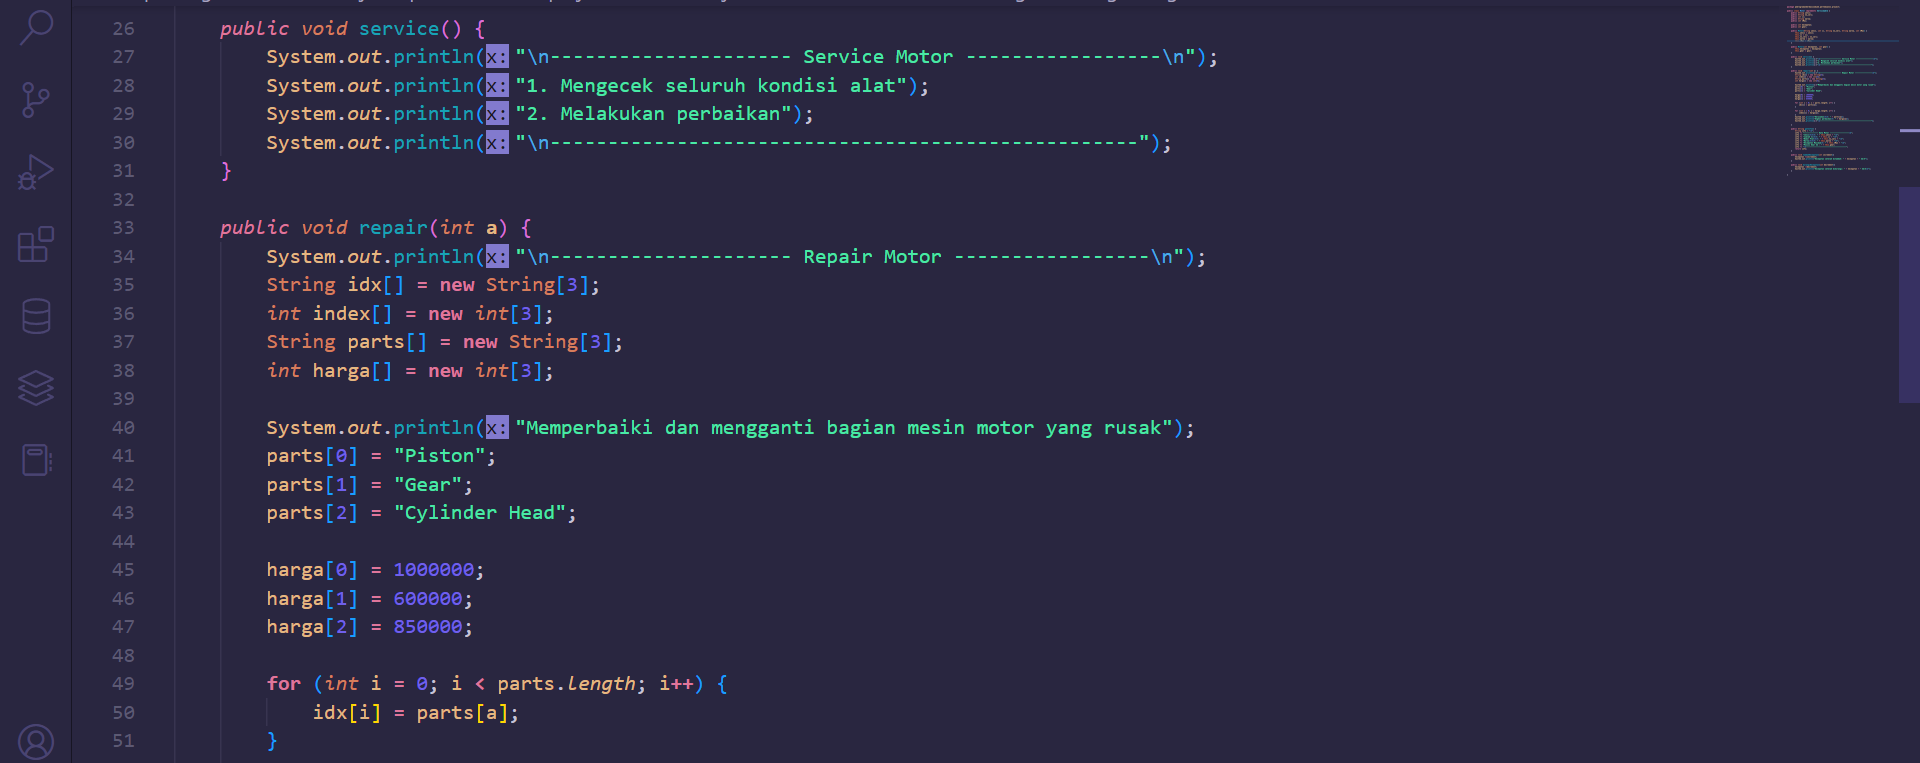 26 public void service() {
27 System.out.println(x: "\n--------------------- Service Motor -----------------\n");
28 System.out.println(x: "1. Mengecek seluruh kondisi alat");
29 System.out.println(x: "2. Melakukan perbaikan");
30 System.out.println(x: "\n---------------------------------------------------");
31 }
32
33 public void repair(int a) {
34 System.out.println(x: "\n--------------------- Repair Motor -----------------\n");
35 String idx[] = new String[3];
36 int index[] = new int[3];
37 String parts[] = new String[3];
38 int harga[] = new int[3];
39
40 System.out.println(x: "Memperbaiki dan mengganti bagian mesin motor yang rusak");
41 parts[0] = "Piston";
42 parts[1] = "Gear";
43 parts[2] = "Cylinder Head";
44
45 harga[0] = 1000000;
46 harga[1] = 600000;
47 harga[2] = 850000;
48
49 for (int i = 0; i < parts.length; i++) {
50 idx[i] = parts[a];
51 }